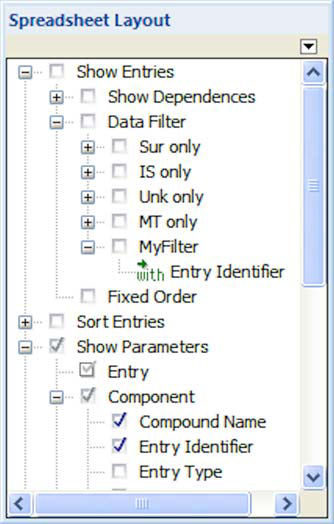 Spreadsheet Layout
Show Entries
Show Dependences
Data Filter
Sur only
IS only
Unk only
MT only
MyFilter
with Entry Identifier
Fixed Order
Sort Entries
Show Parameters
Entry
Component
Compound Name
Entry Identifier
Entry Type